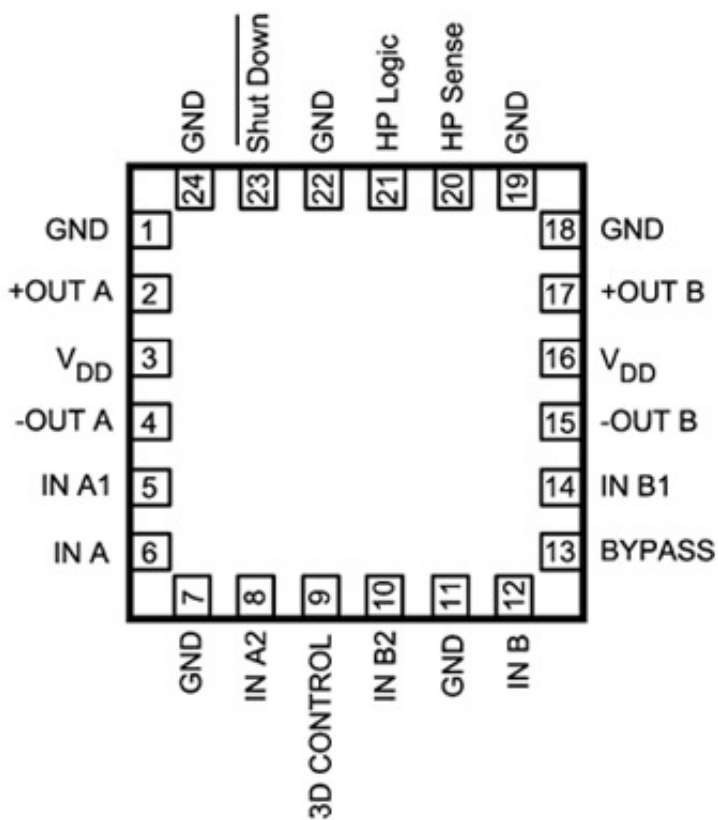 GND
Shut Down
GND
HP Logic
HP Sense
GND
24
23
22
21
20
19
GND 1
18 GND
+OUT A 2
17 +OUT B
VDD 3
16 VDD
-OUT A 4
15 -OUT B
IN A1 5
14 IN B1
IN A 6
13 BYPASS
7
8
9
10
11
12
GND
IN A2
3D CONTROL
IN B2
GND
IN B